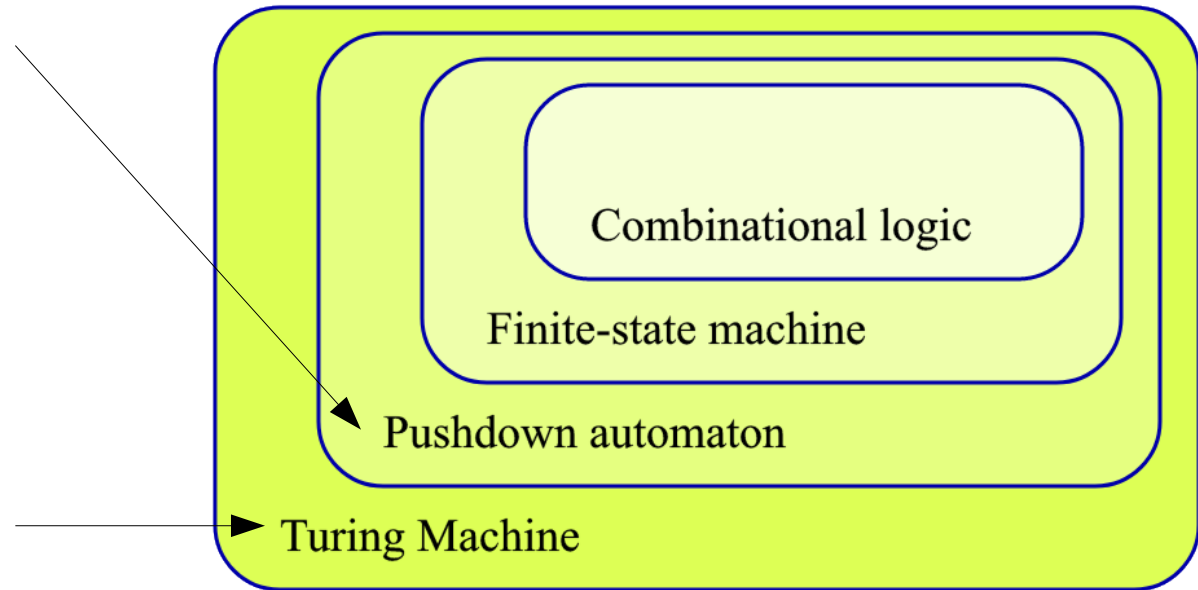 Combinational logic
Finite-state machine
Pushdown automaton
Turing Machine